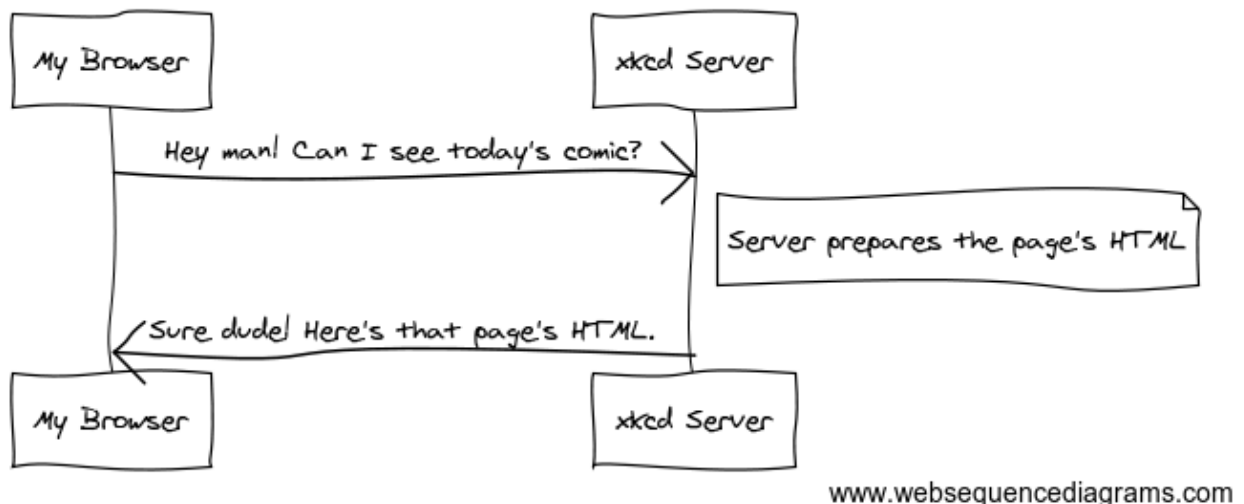 My Browser
xkcd Server
Hey man! Can I see today's comic?
Server prepares the page's HTML
Sure dude! Here's that page's HTML.
My Browser
xkcd Server
www.websequencediagrams.com